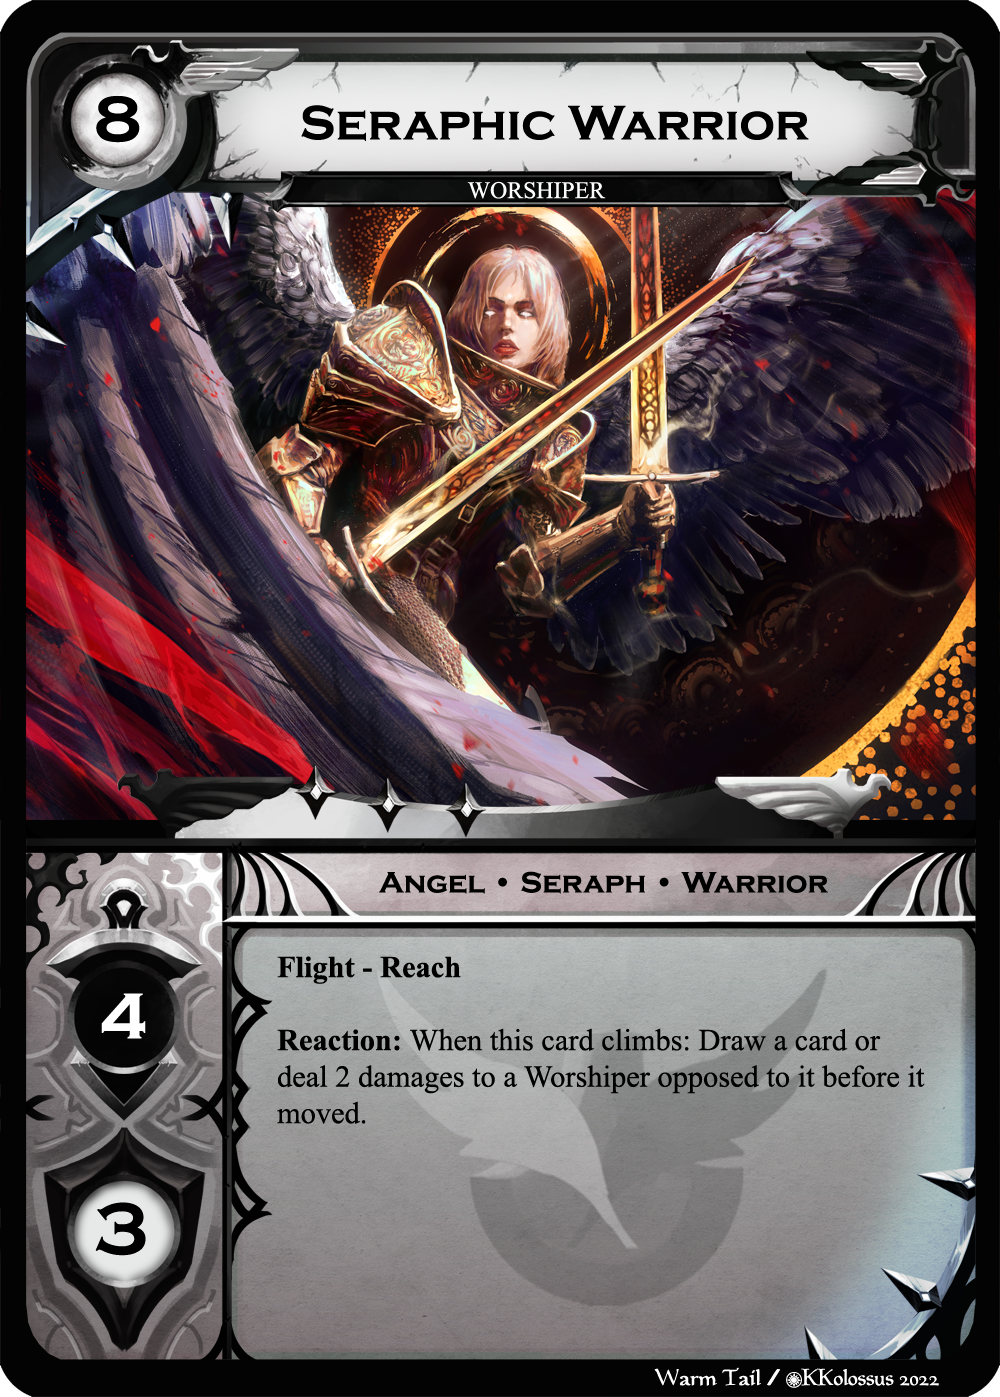 8
Seraphic Warrior
WORSHIPER
Angel • Seraph • Warrior
4
3
Flight - Reach
Reaction: When this card climbs: Draw a card or
deal 2 damages to a Worshiper opposed to it before it
moved.
Warm Tail / KKolossus 2022